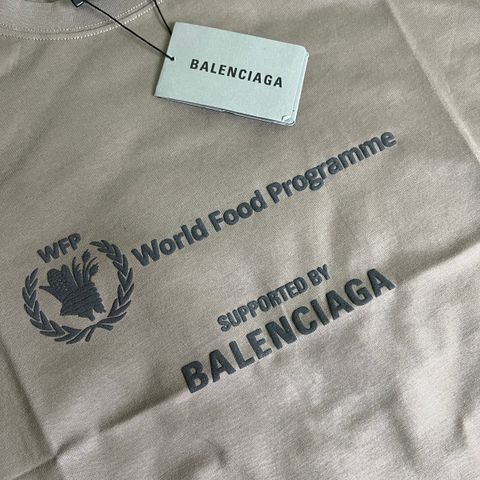 BALENCIAGA
WFP
World Food Programme
SUPPORTED BY
BALENCIAGA